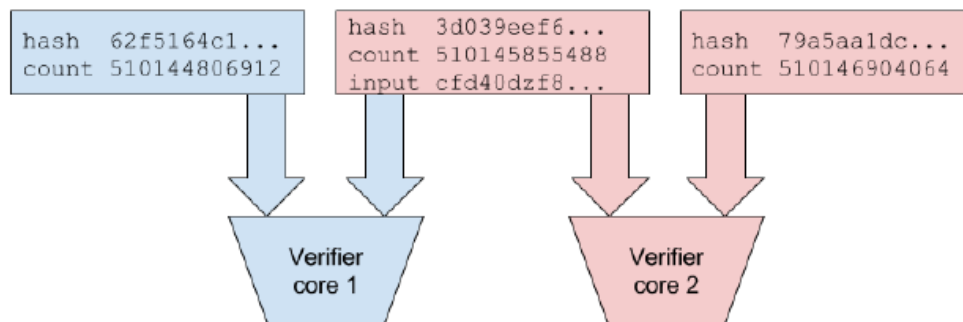 hash 62f5164c1...
count 510144806912
hash 3d039eef6...
count 510145855488
input cfd40dzf8...
hash 79a5aa1dc...
count 510146904064
Verifier
core 1
Verifier
core 2